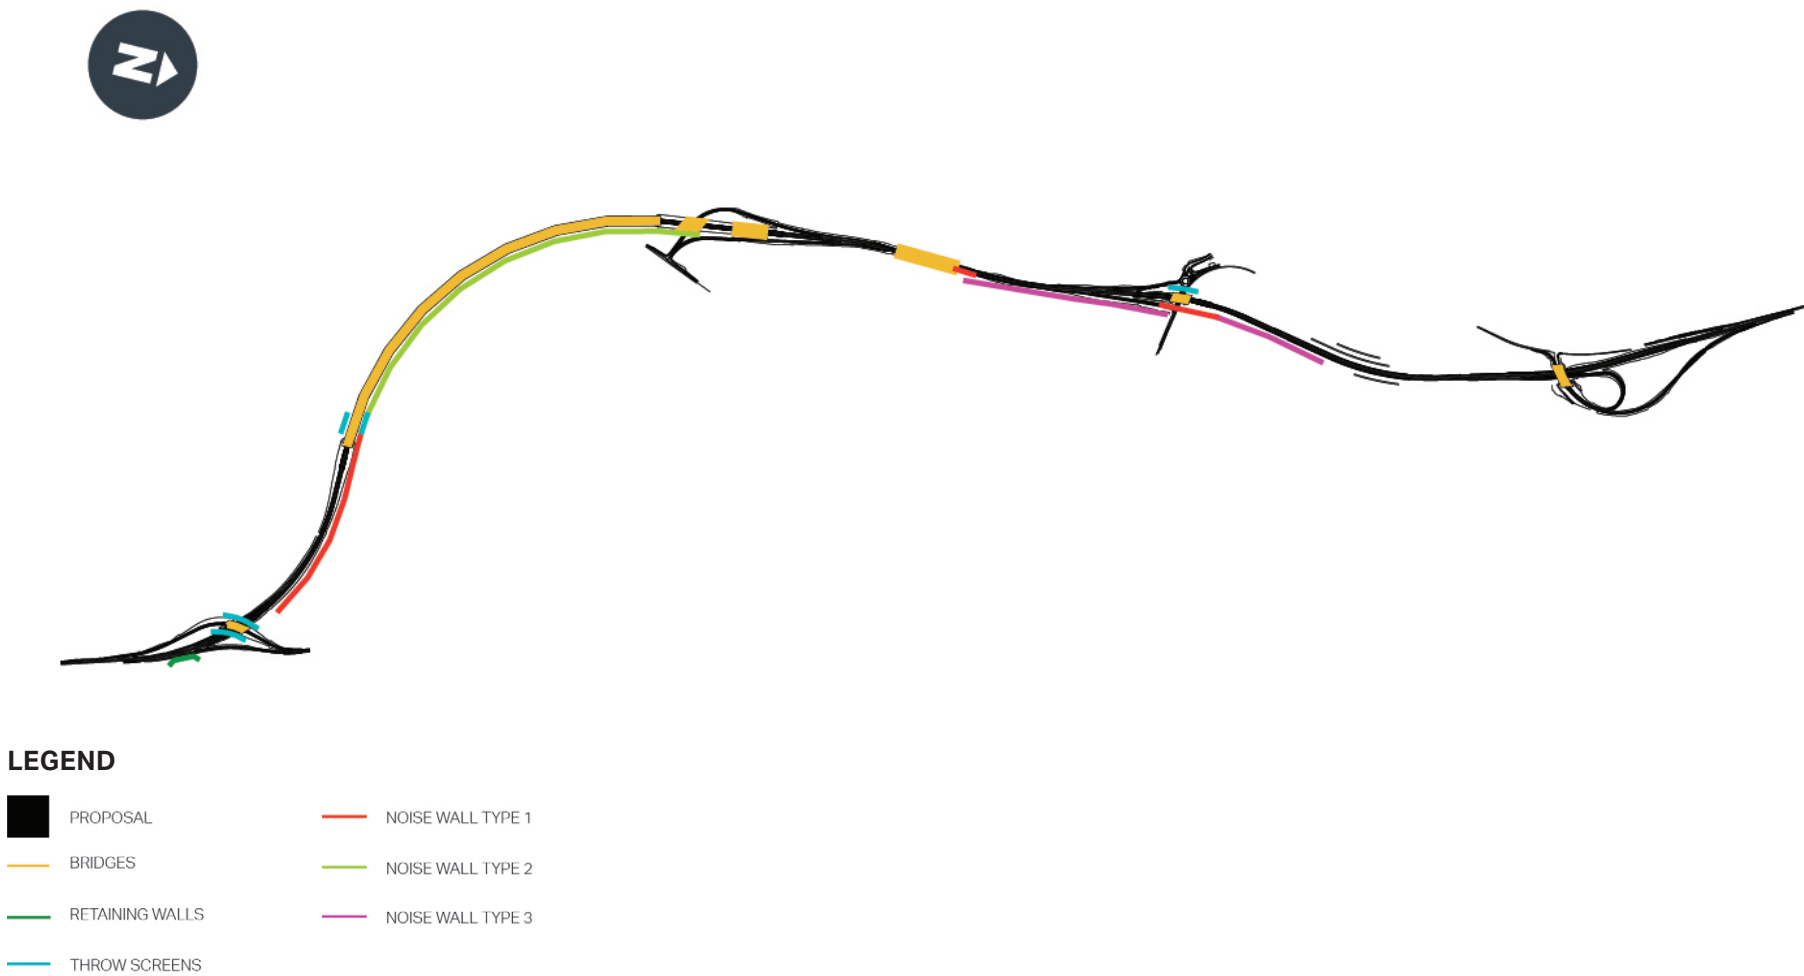 Z
LEGEND
PROPOSAL
BRIDGES
RETAINING WALLS
THROW SCREENS
NOISE WALL TYPE 1
NOISE WALL TYPE 2
NOISE WALL TYPE 3